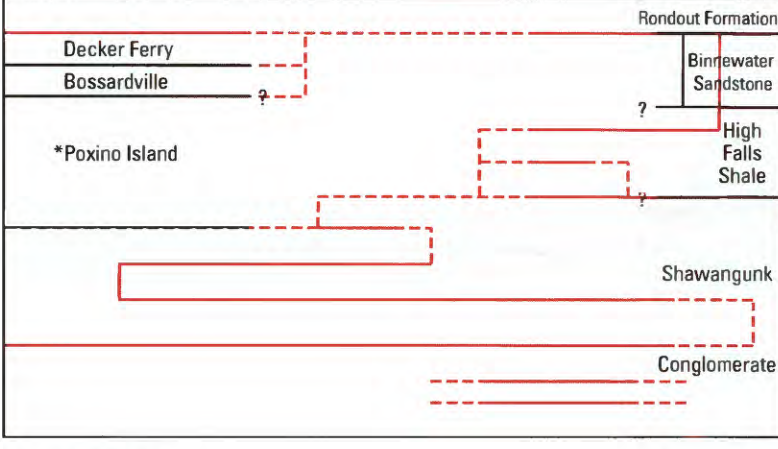 Rondout Formation
Decker Ferry
Binnewater
Sandstone
Bossardville
?
?
*Poxino Island
High
Falls
Shale
?
Shawangunk
Conglomerate